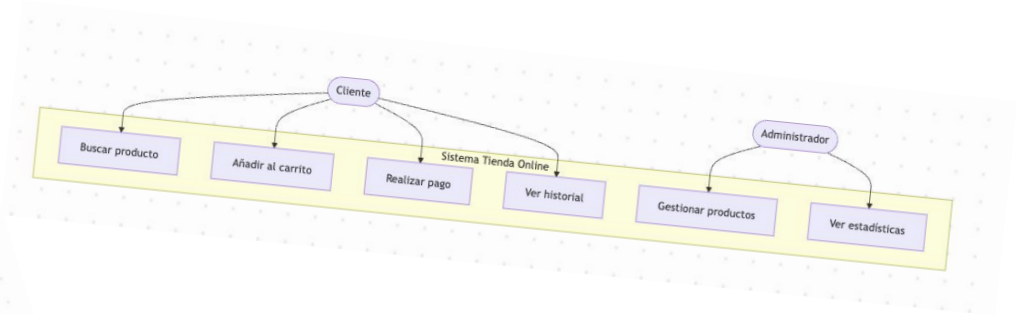 Cliente
Administrador
Sistema Tienda Online
Buscar producto
Añadir al carrito
Realizar pago
Ver historial
Gestionar productos
Ver estadísticas